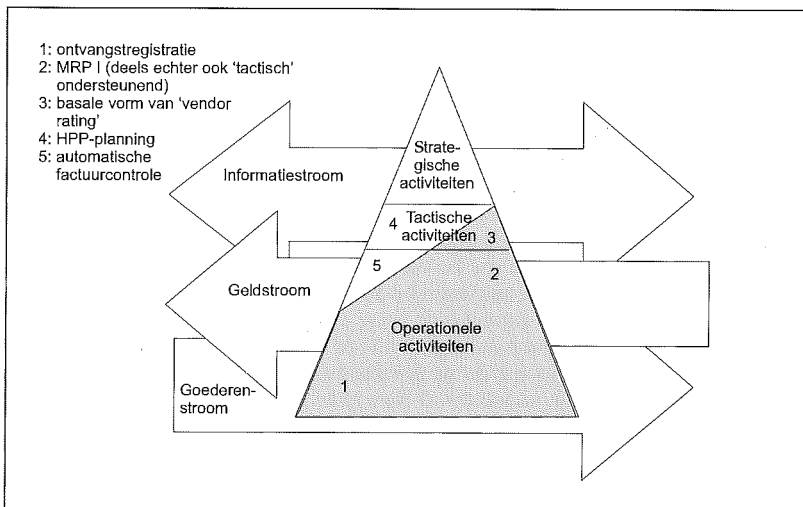 1: ontvangstregistratie
2: MRP I (deels echter ook 'tactisch'
ondersteunend)
3: basale vorm van 'vendor
rating'
4: HPP-planning
5: automatische
factuurcontrole
Strate-
gische
activiteiten
Informatiestroom
4
Tactische
activiteiten
3
5
2
Geldstroom
Operationele
activiteiten
1
Goederen-
stroom